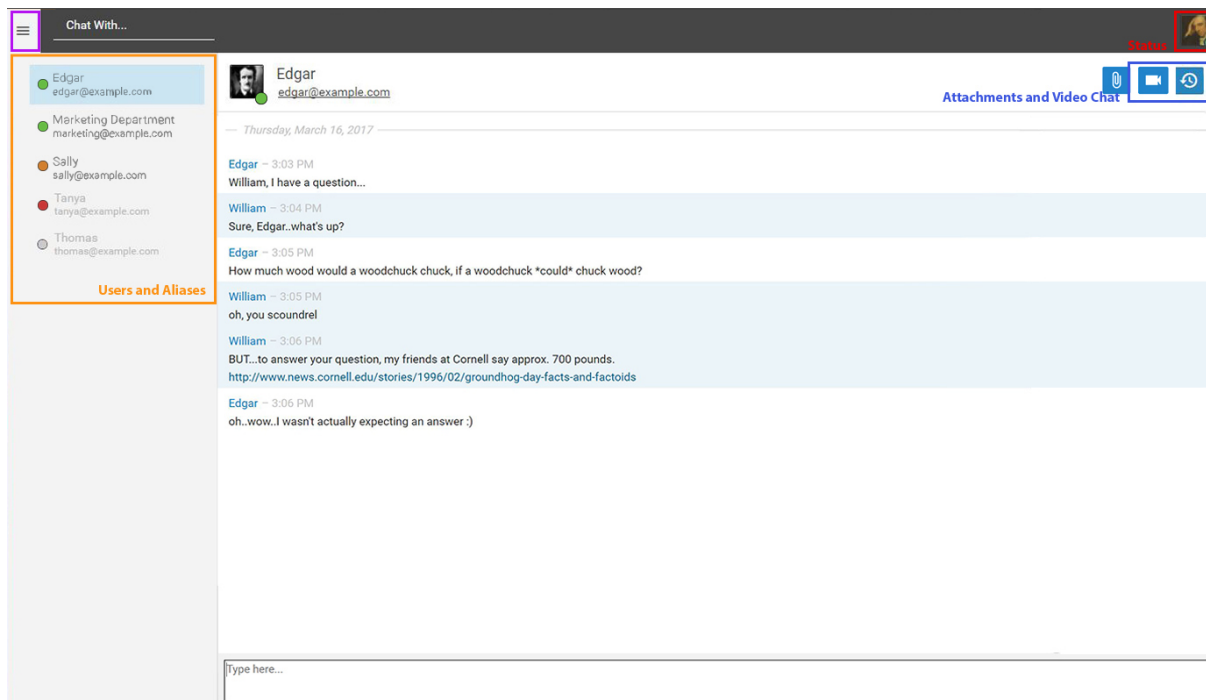 Chat With...
Status
Edgar
edgar@example.com
Marketing Department
marketing@example.com
Sally
sally@example.com
Tanya
tanya@example.com
Thomas
thomas@example.com
Users and Aliases
Edgar
edgar@example.com
Attachments and Video Chat
Thursday, March 16, 2017
Edgar – 3:03 PM
William, I have a question...
William – 3:04 PM
Sure, Edgar..what's up?
Edgar – 3:05 PM
How much wood would a woodchuck chuck, if a woodchuck *could* chuck wood?
William – 3:05 PM
oh, you scoundrel
William – 3:06 PM
BUT...to answer your question, my friends at Cornell say approx. 700 pounds.
http://www.news.cornell.edu/stories/1996/02/groundhog-day-facts-and-factoids
Edgar – 3:06 PM
oh..wow..I wasn't actually expecting an answer :)
Type here...